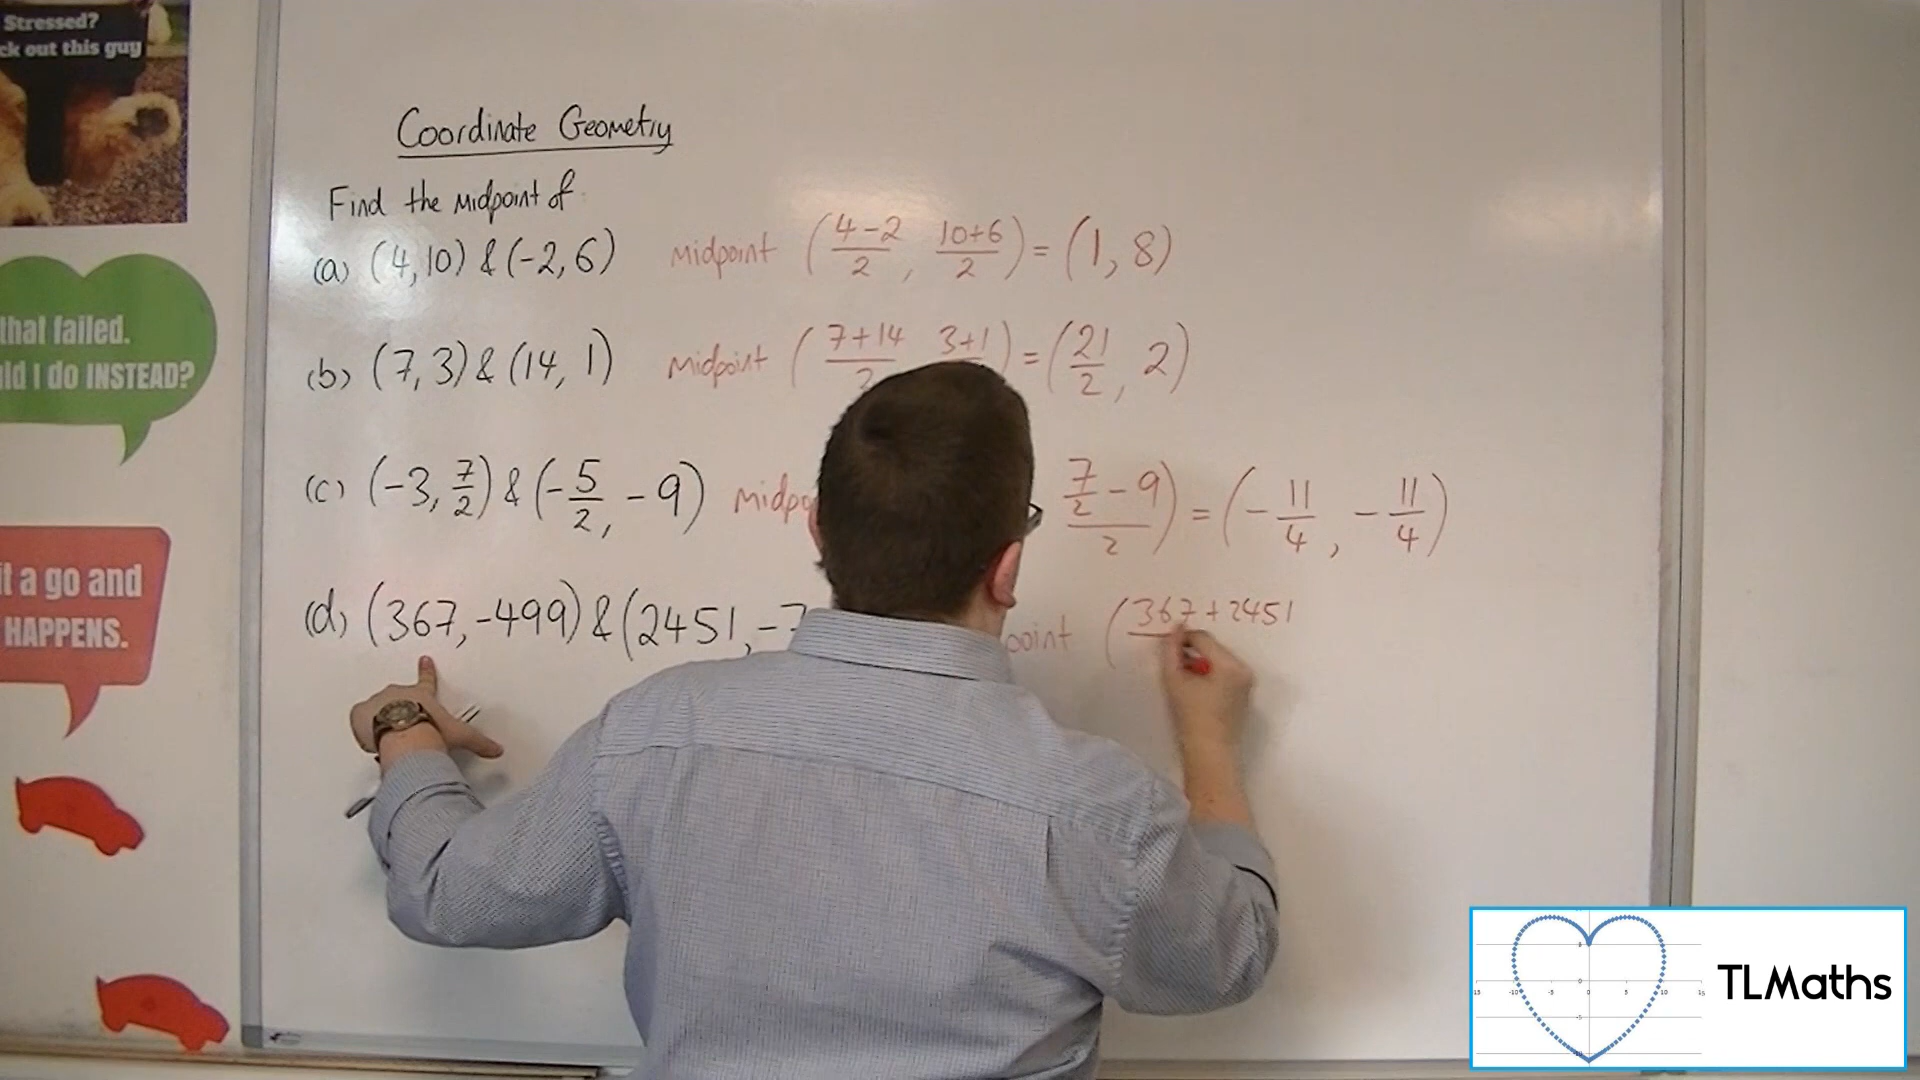 Stressed?
ck out this guy
that failed.
ld I do INSTEAD?
it a go and
HAPPENS.
Coordinate Geometry
Find the midpoint of
(a) (4,10) & (-2,6) Midpoint (4-2/2, 10+6/2) = (1, 8)
(b) (7,3) & (14, 1) Midpoint (7+14/2 3+1) = (21/2, 2)
(c) (-3, 7/2) & (-5/2, -9) 7/2 - 9)/2 = (-11/4, -11/4)
(d) (367, -499) & (2451, -7 point (367+2451
TLMaths